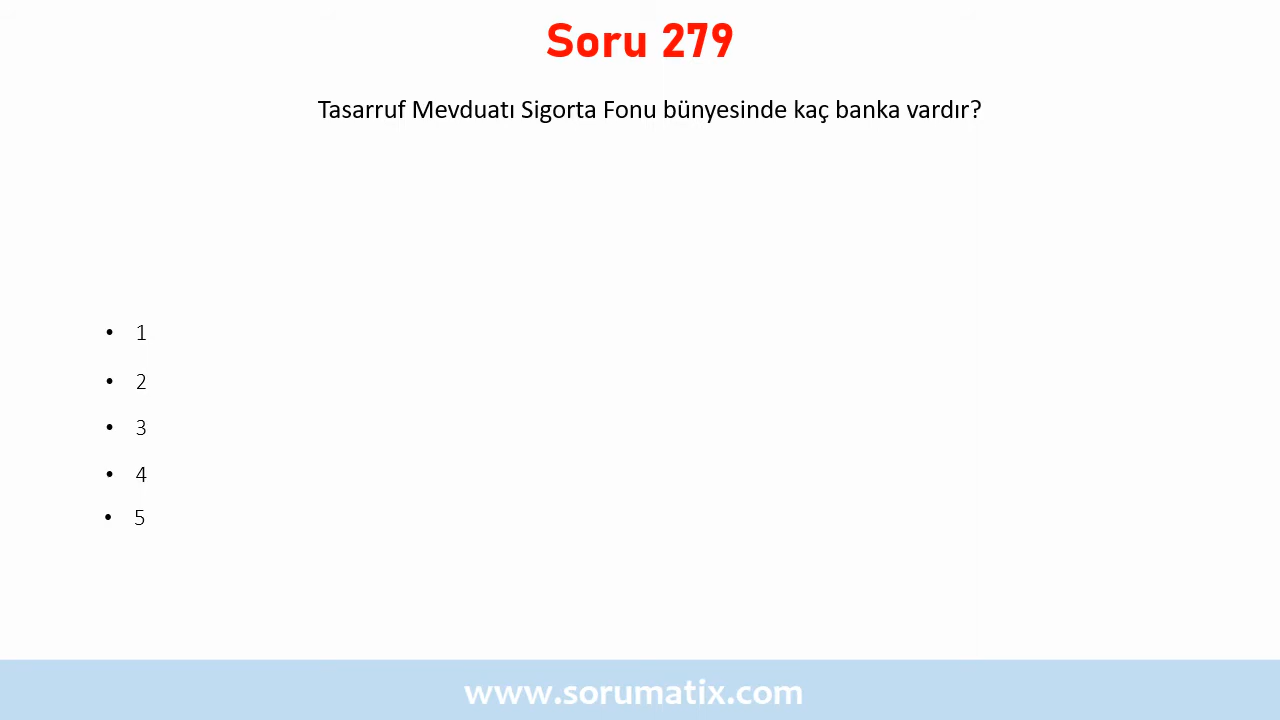 Soru 279
Tasarruf Mevduatı Sigorta Fonu bünyesinde kaç banka vardır?
• 1
• 2
• 3
• 4
• 5
www.sorumatix.com